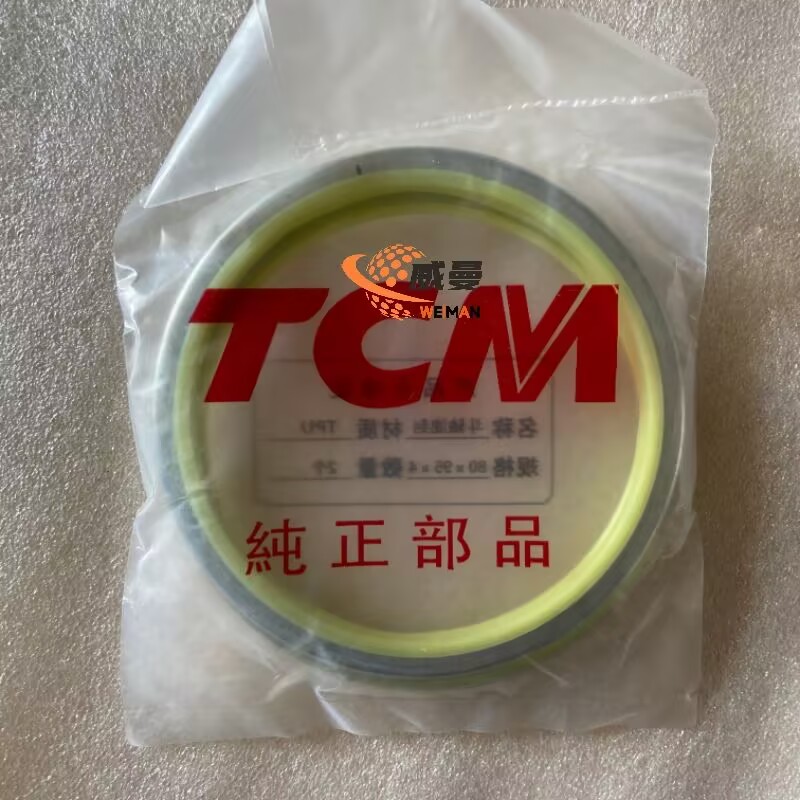 威曼
WEMAN
TCM
名称 斗轴油封 材质 TPU
规格 80×95×4 数量 2个
純正部品